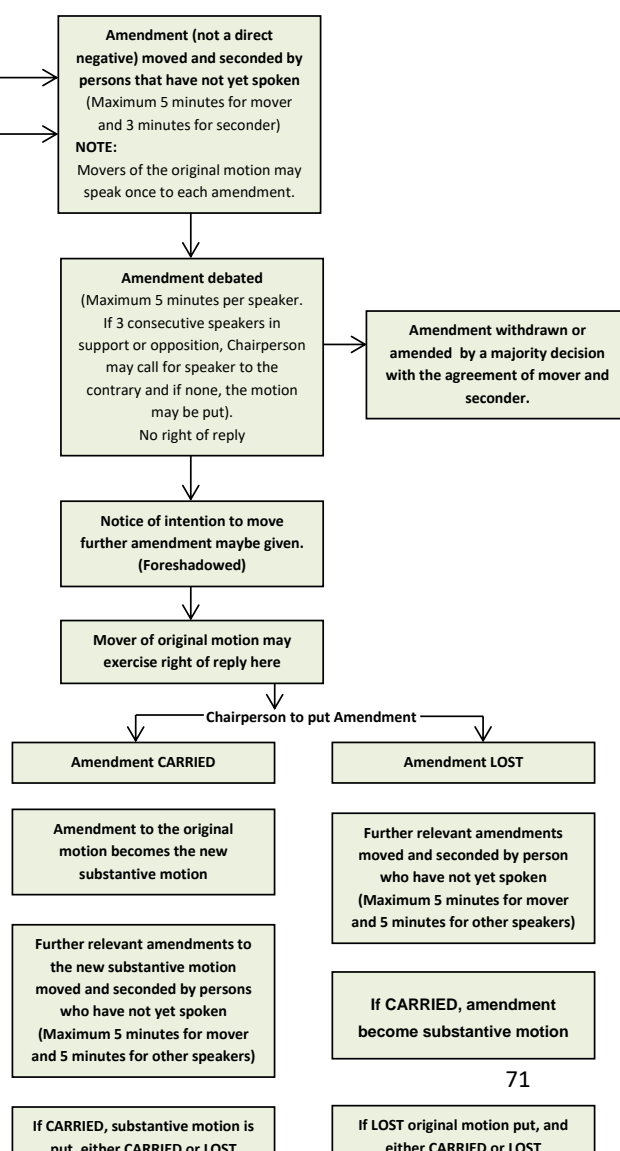 Amendment (not a direct
negative) moved and seconded by
persons that have not yet spoken
(Maximum 5 minutes for mover
and 3 minutes for seconder)
NOTE:
Movers of the original motion may
speak once to each amendment.
Amendment debated
(Maximum 5 minutes per speaker.
If 3 consecutive speakers in
support or opposition, Chairperson
may call for speaker to the
contrary and if none, the motion
may be put).
No right of reply
Amendment withdrawn or
amended by a majority decision
with the agreement of mover and
seconder.
Notice of intention to move
further amendment maybe given.
(Foreshadowed)
Mover of original motion may
exercise right of reply here
Chairperson to put Amendment
Amendment CARRIED
Amendment to the original
motion becomes the new
substantive motion
Further relevant amendments to
the new substantive motion
moved and seconded by persons
who have not yet spoken
(Maximum 5 minutes for mover
and 5 minutes for other speakers)
If CARRIED, substantive motion is
put, either CARRIED or LOST
Amendment LOST
Further relevant amendments
moved and seconded by person
who have not yet spoken
(Maximum 5 minutes for mover
and 5 minutes for other speakers)
If CARRIED, amendment
become substantive motion
71
If LOST original motion put, and
either CARRIED or LOST